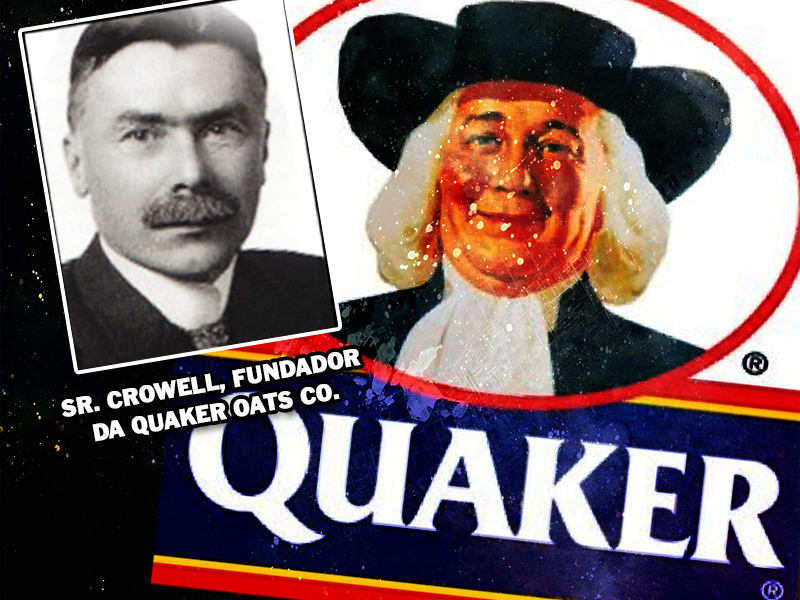 SR. CROWELL, FUNDADOR
DA QUAKER OATS CO.
QUAKER
®
®